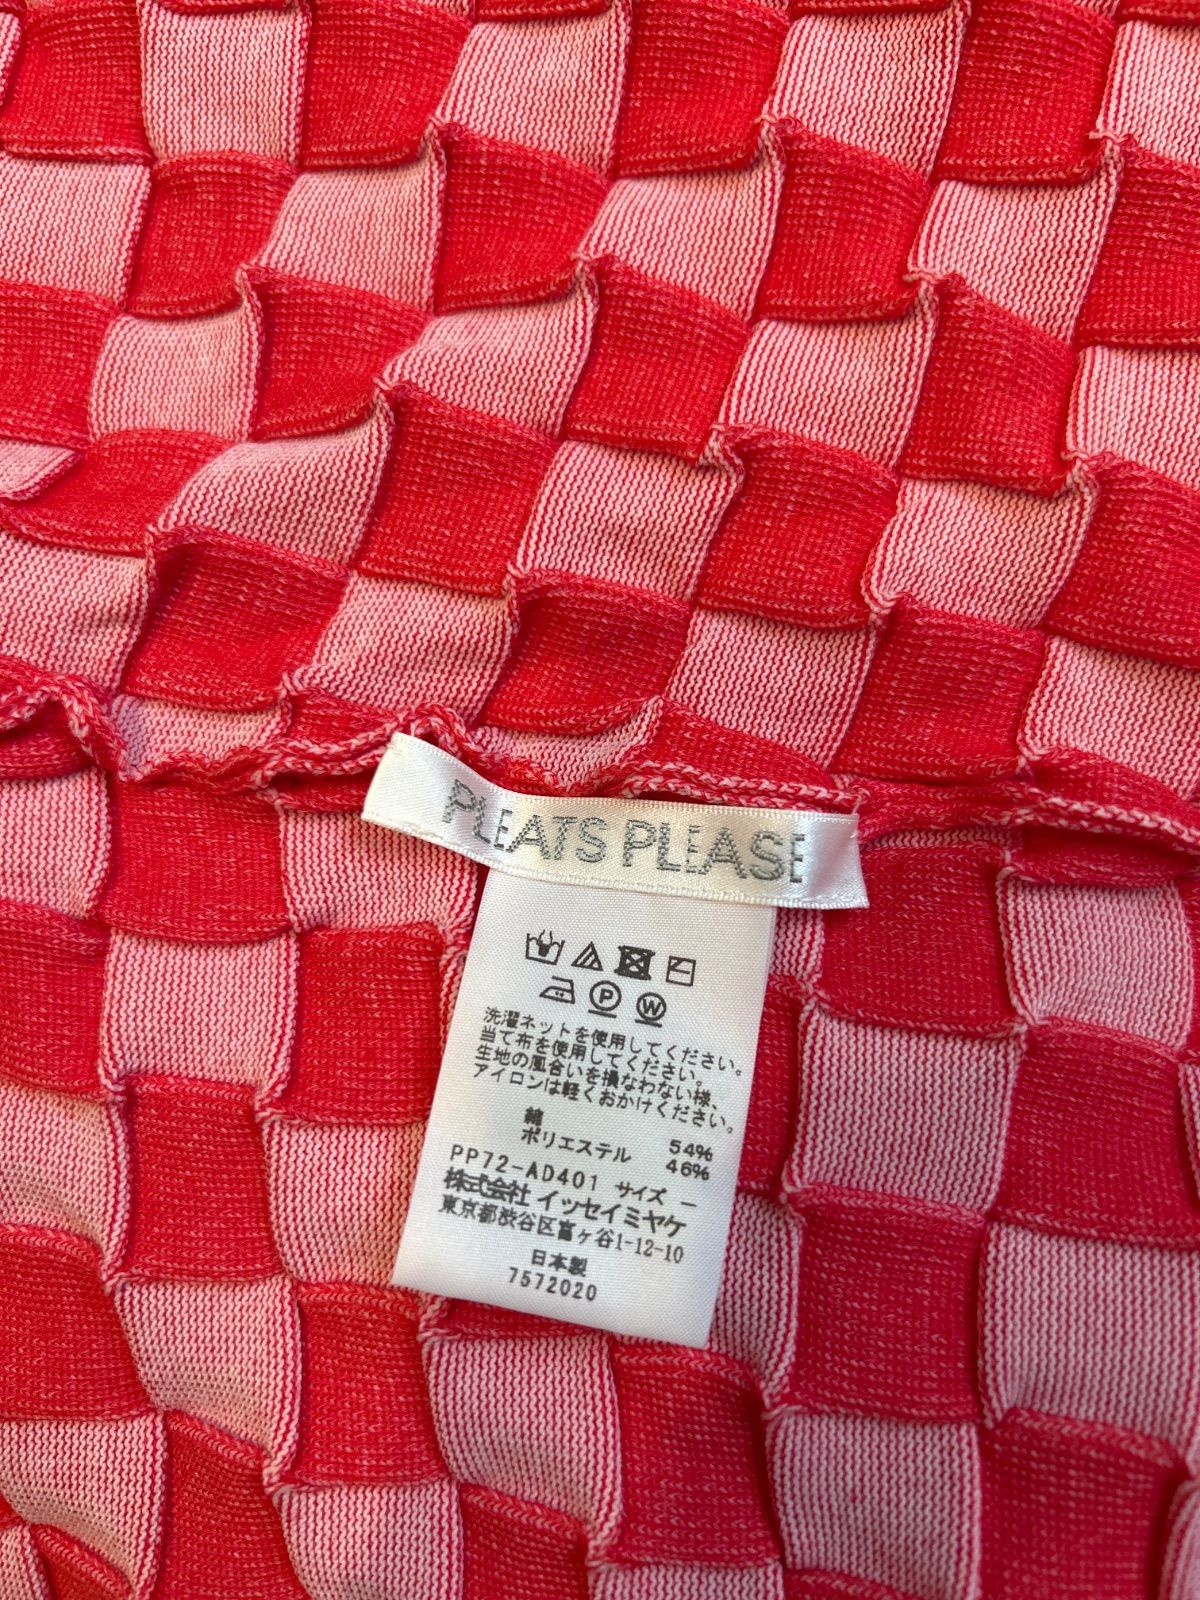 PLEATS PLEASE
P W
洗濯ネットを使用してください。
当て布を使用してください。
生地の風合いを損なわない様、
アイロンは軽くおかけください。
綿 54%
ポリエステル 46%
PP72-AD401 サイズ —
株式会社 イッセイミヤケ
東京都渋谷区富ヶ谷1-12-10
日本製
7572020